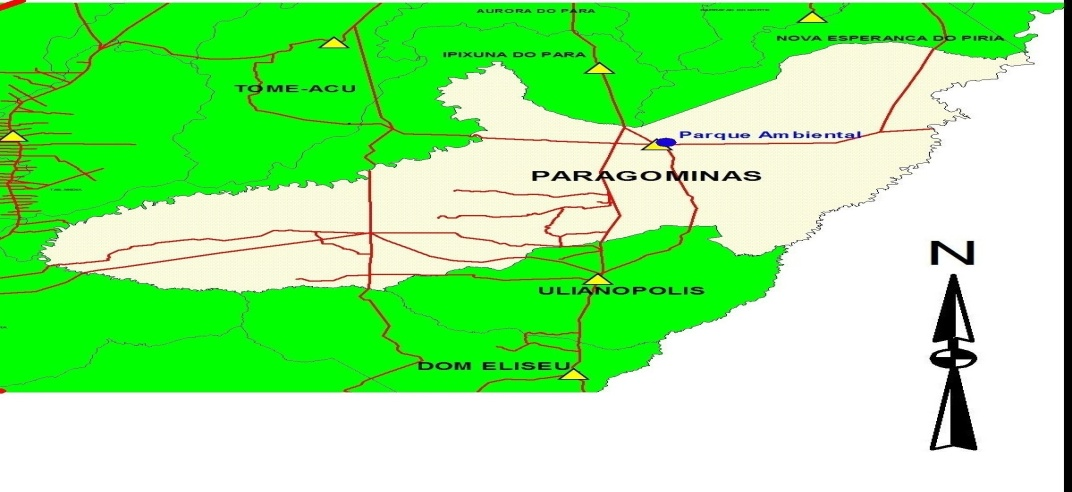 AURORA DO PARA
NOVA ESPERANCA DO PIRIA
IPIXUNA DO PARA
TOME-ACU
Parque Ambiental
PARAGOMINAS
N
ULIANOPOLIS
DOM ELISEU